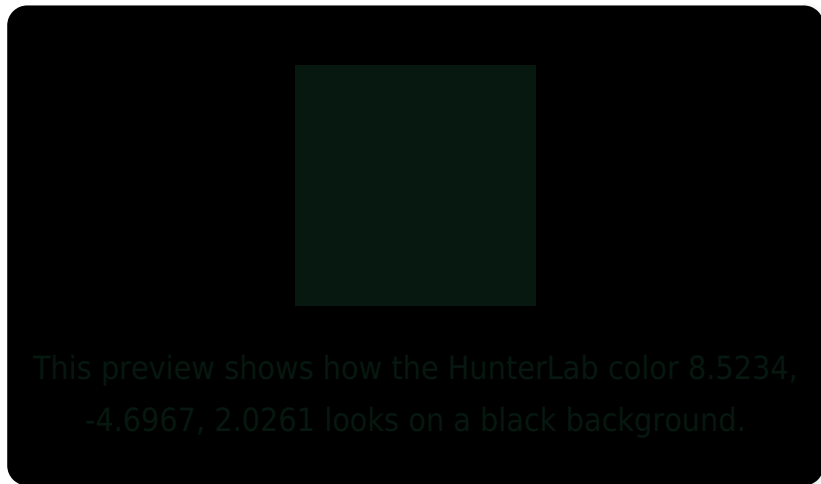 This preview shows how the HunterLab color 8.5234,
-4.6967, 2.0261 looks on a black background.